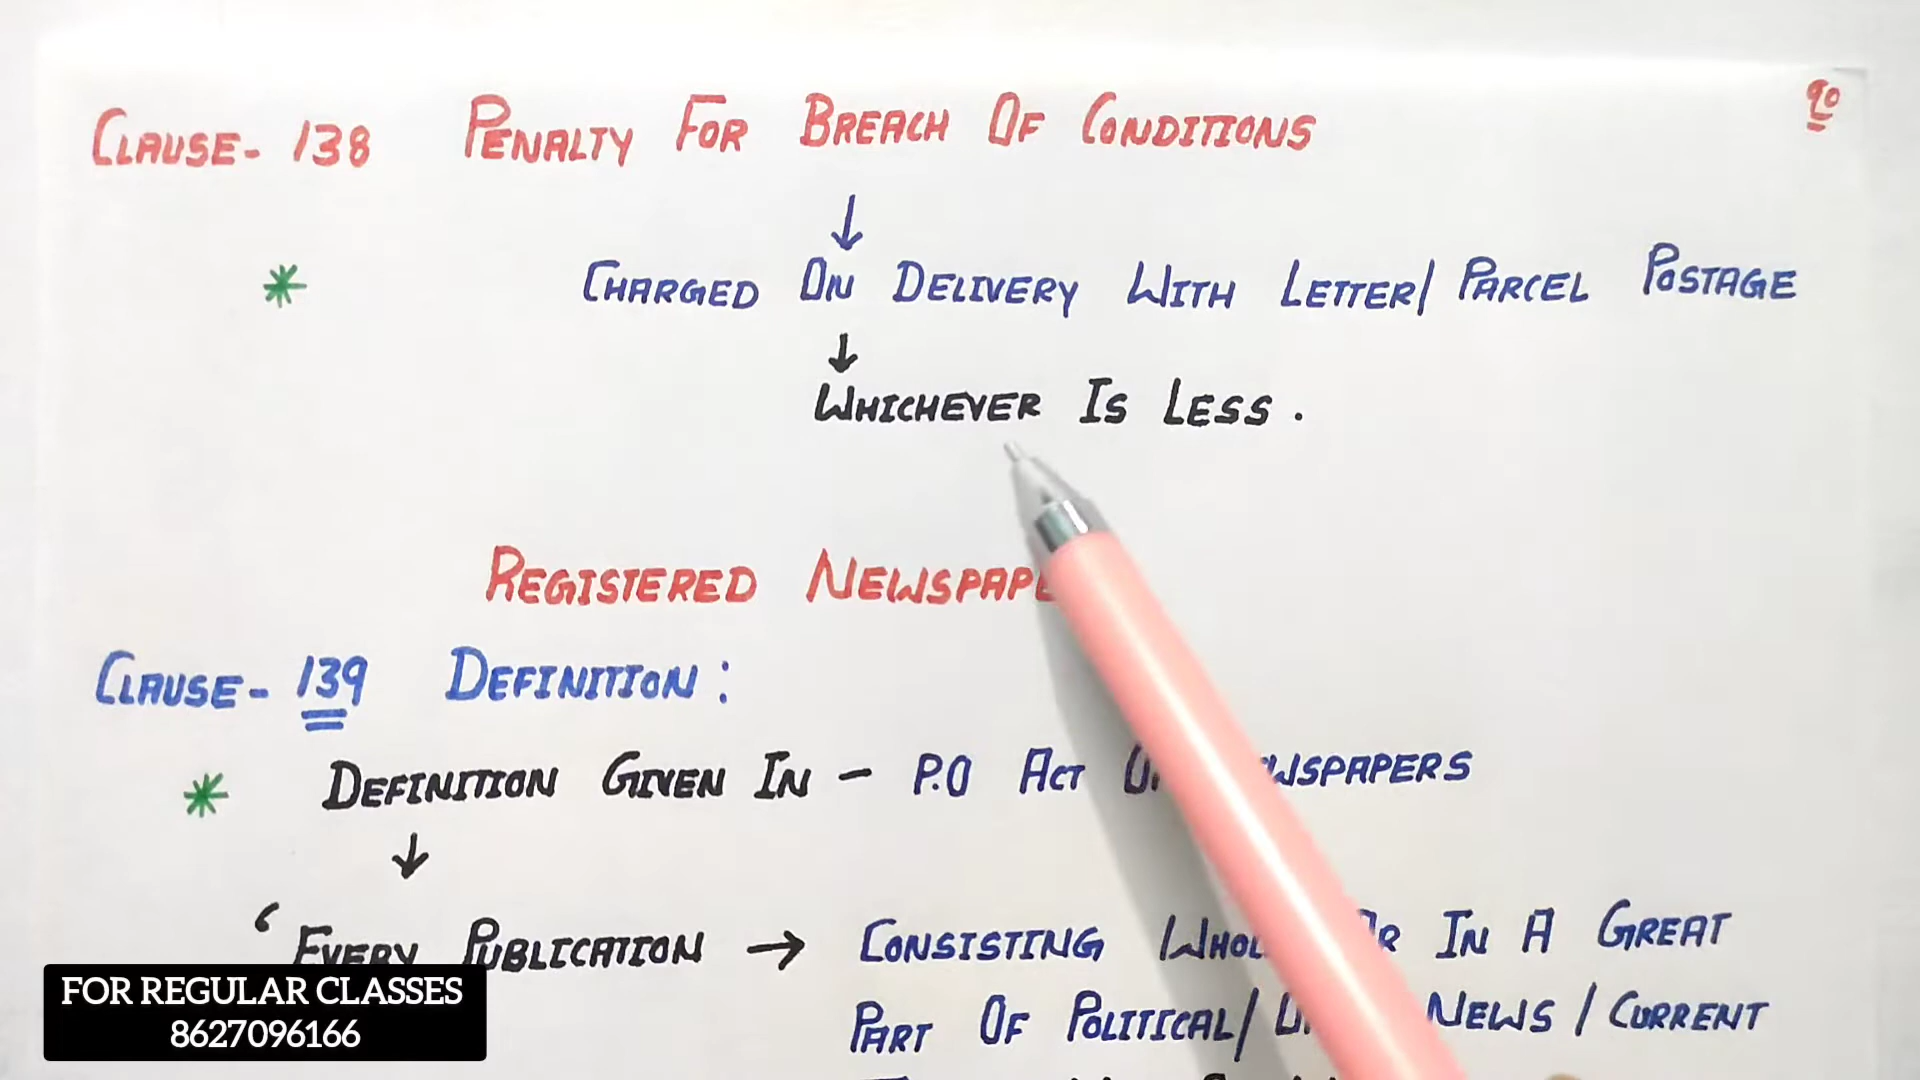 90
CLAUSE- 138 PENALTY FOR BREACH OF CONDITIONS
CHARGED ON DELIVERY WITH LETTER/ PARCEL POSTAGE
WHICHEVER IS LESS.
REGISTERED
CLAUSE- 139 DEFINITION:
DEFINITION GIVEN IN - P.O ACT
' EVERY PUBLICATION → CONSISTING IN A GREAT
PART OF POLITICAL/ NEWS / CURRENT
FOR REGULAR CLASSES
8627096166